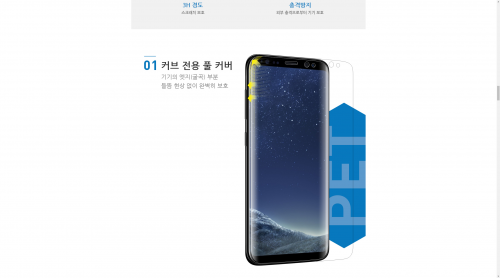 3H 경도
충격방지
스크래치 보호
외부 충격으로부터 기기 보호
01 커브 전용 풀 커버
기기의 엣지(굴곡) 부분
들뜸 현상 없이 완벽히 보호
PET